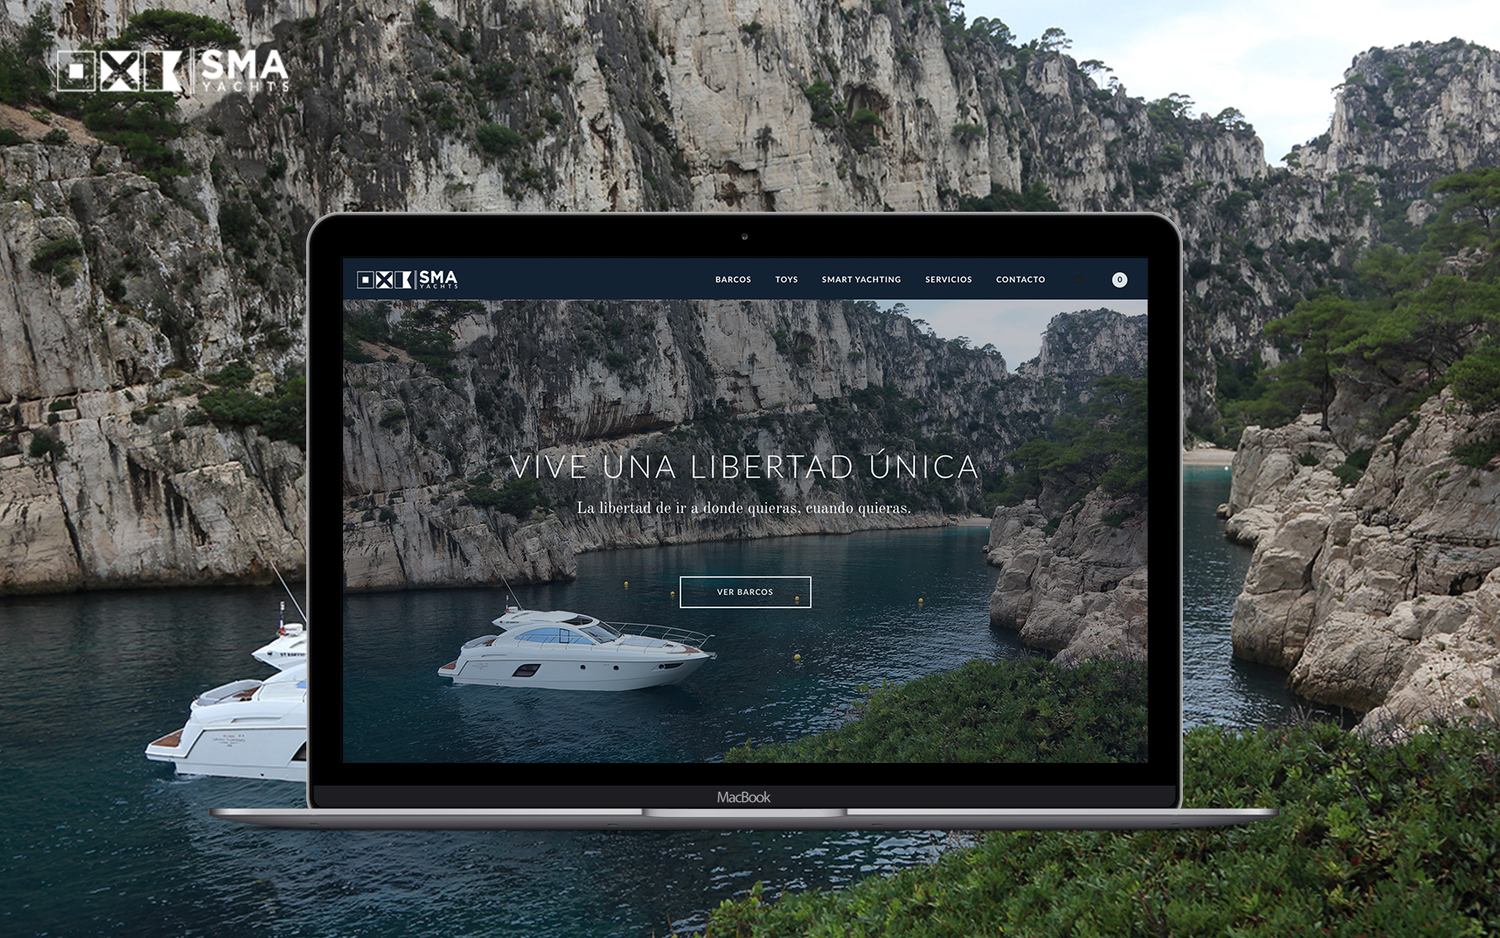 SMA
YACHTS
SMA
YACHTS
BARCOS TOYS SMART YACHTING SERVICIOS CONTACTO 0
VIVE UNA LIBERTAD ÚNICA
La libertad de ir a donde quieras, cuando quieras.
VER BARCOS
MacBook